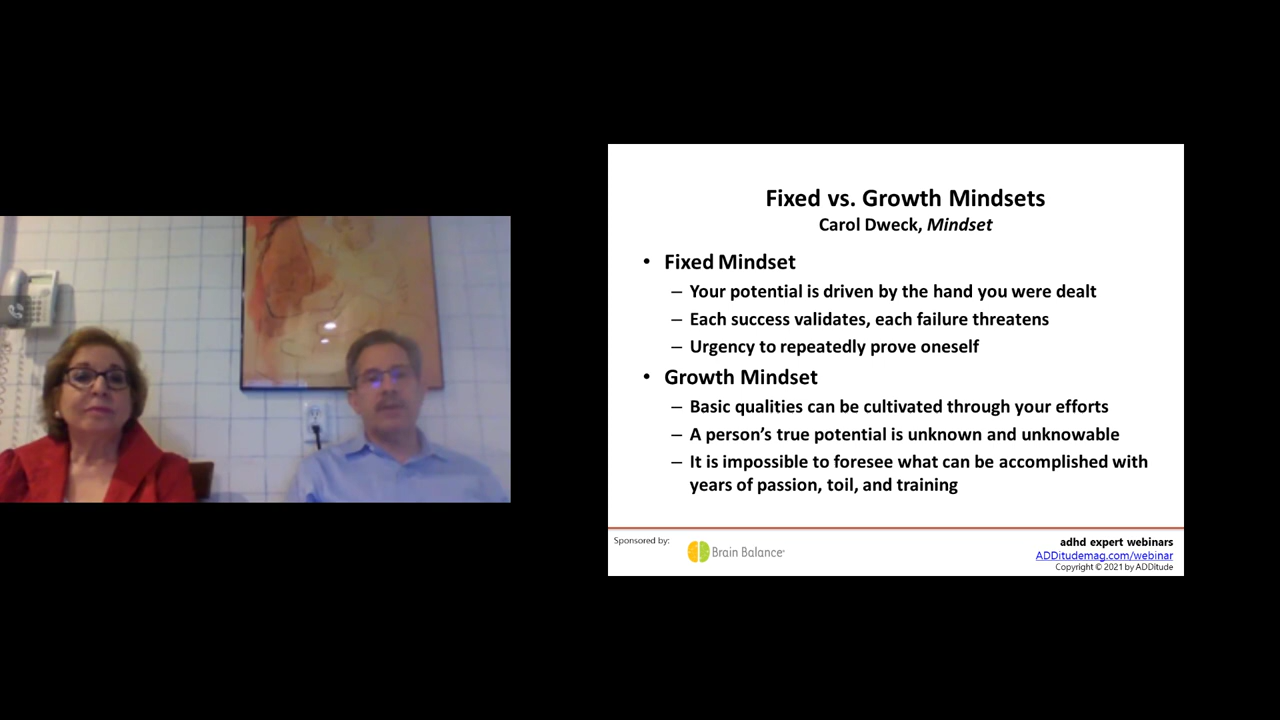 Fixed vs. Growth Mindsets
Carol Dweck, Mindset
• Fixed Mindset
– Your potential is driven by the hand you were dealt
– Each success validates, each failure threatens
– Urgency to repeatedly prove oneself
• Growth Mindset
– Basic qualities can be cultivated through your efforts
– A person's true potential is unknown and unknowable
– It is impossible to foresee what can be accomplished with
years of passion, toil, and training
Sponsored by:
Brain Balance
adhd expert webinars
ADDitudemag.com/webinar
Copyright © 2021 by ADDitude